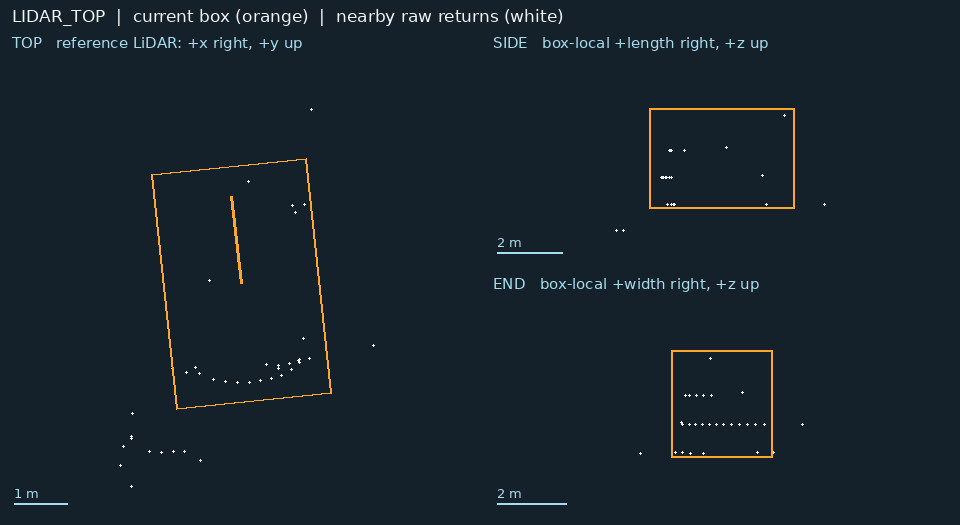 LIDAR_TOP | current box (orange) | nearby raw returns (white)
TOP reference LiDAR: +x right, +y up
SIDE box-local +length right, +z up
2 m
END box-local +width right, +z up
1 m
2 m